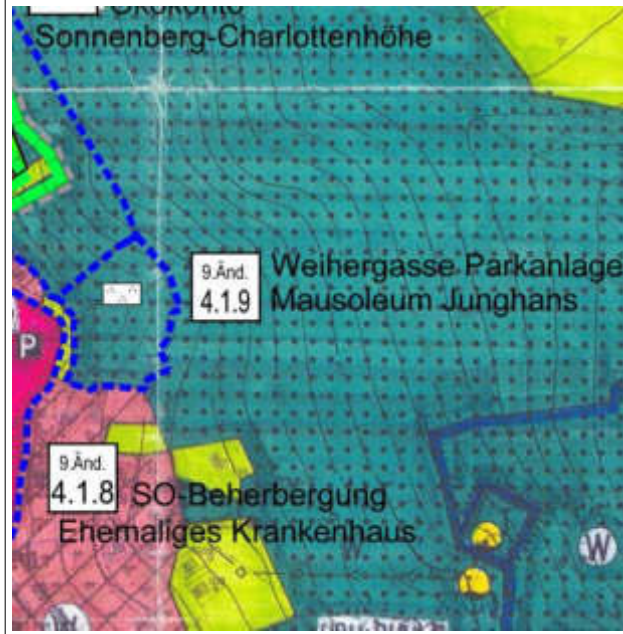 Ökokonto
Sonnenberg-Charlottenhöhe
9.Änd.
4.1.9
Weihergasse Parkanlage
Mausoleum Junghans
P
9.Änd.
4.1.8
SO-Beherbergung
Ehemaliges Krankenhaus
W
W